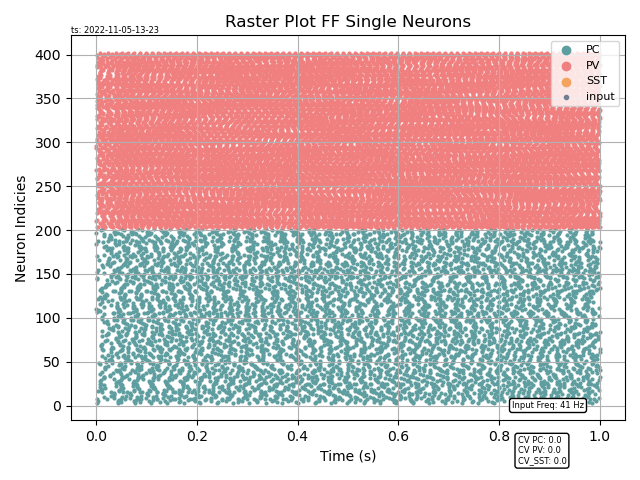 Raster Plot FF Single Neurons
ts: 2022-11-05-13-23
PC
PV
SST
input
400
350
300
250
200
150
100
50
0
Neuron Indicies
Input Freq: 41 Hz
0.0 0.2 0.4 0.6 0.8 1.0
Time (s)
CV PC: 0.0
CV PV: 0.0
CV_SST: 0.0